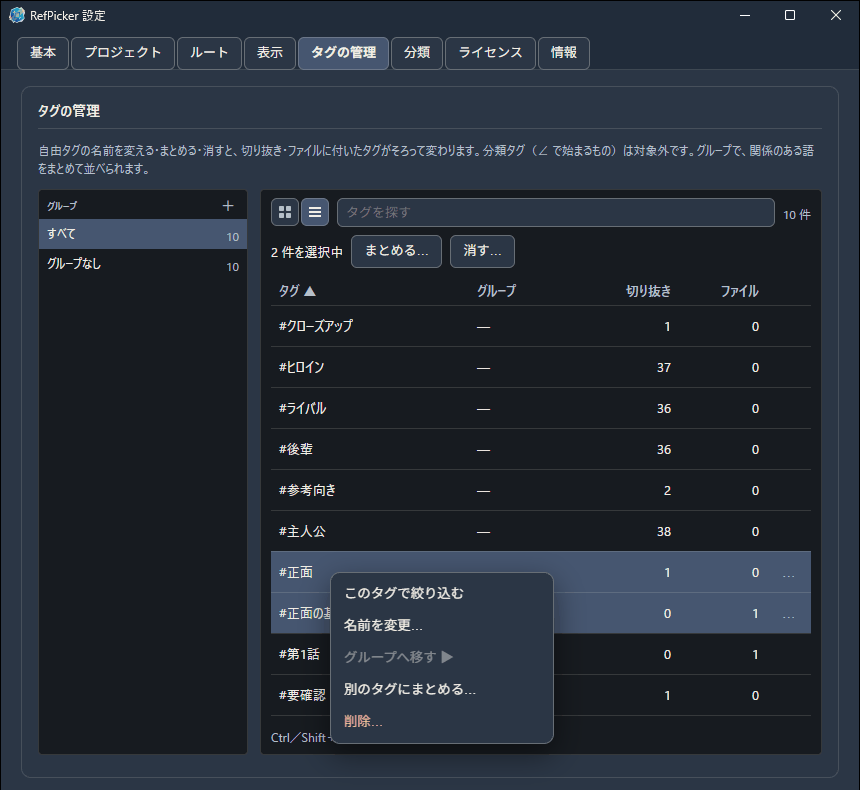 RefPicker 設定
基本 プロジェクト ルート 表示 タグの管理 分類 ライセンス 情報
タグの管理
自由タグの名前を変える・まとめる・消すと、切り抜き・ファイルに付いたタグがそろって変わります。分類タグ（∠ で始まるもの）は対象外です。グループで、関係のある語
をまとめて並べられます。
グループ ＋
すべて 10
グループなし 10
タグを探す 10 件
2 件を選択中 まとめる... 消す...
タグ ▲ グループ 切り抜き ファイル
#クローズアップ — 1 0
#ヒロイン — 37 0
#ライバル — 36 0
#後輩 — 36 0
#参考向き — 2 0
#主人公 — 38 0
#正面 1 0 ...
#正面の 0 1 ...
#第1話 0 1
#要確認 1 0
Ctrl／Shift
このタグで絞り込む
名前を変更...
グループへ移す ▶
別のタグにまとめる...
削除...